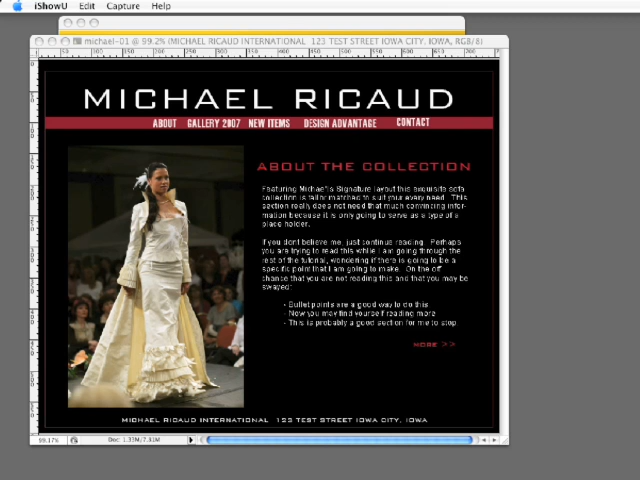 iShowU Edit Capture Help
michael-01 @ 99.2% (MICHAEL RICAUD INTERNATIONAL 123 TEST STREET IOWA CITY, IOWA, RGB/8)
MICHAEL RICAUD
ABOUT GALLERY 2007 NEW ITEMS DESIGN ADVANTAGE CONTACT
ABOUT THE COLLECTION
Featuring Michael's Signature layout this exquisite sofa
collection is tailor matched to suit your every need. This
section really does not need that much convincing infor-
mation because it is only going to serve as a type of a
place holder.
If you dont believe me, just continue reading. Perhaps
you are trying to read this while I am going through the
rest of the tutorial, wondering if there is going to be a
specific point that I am going to make. On the off
chance that you are not reading this and that you may be
swayed:
- Bullet points are a good way to do this
- Now you may find yourself reading more
- This is probably a good section for me to stop
MORE >>
MICHAEL RICAUD INTERNATIONAL 123 TEST STREET IOWA CITY, IOWA
99.17% Doc: 1.33M/7.31M